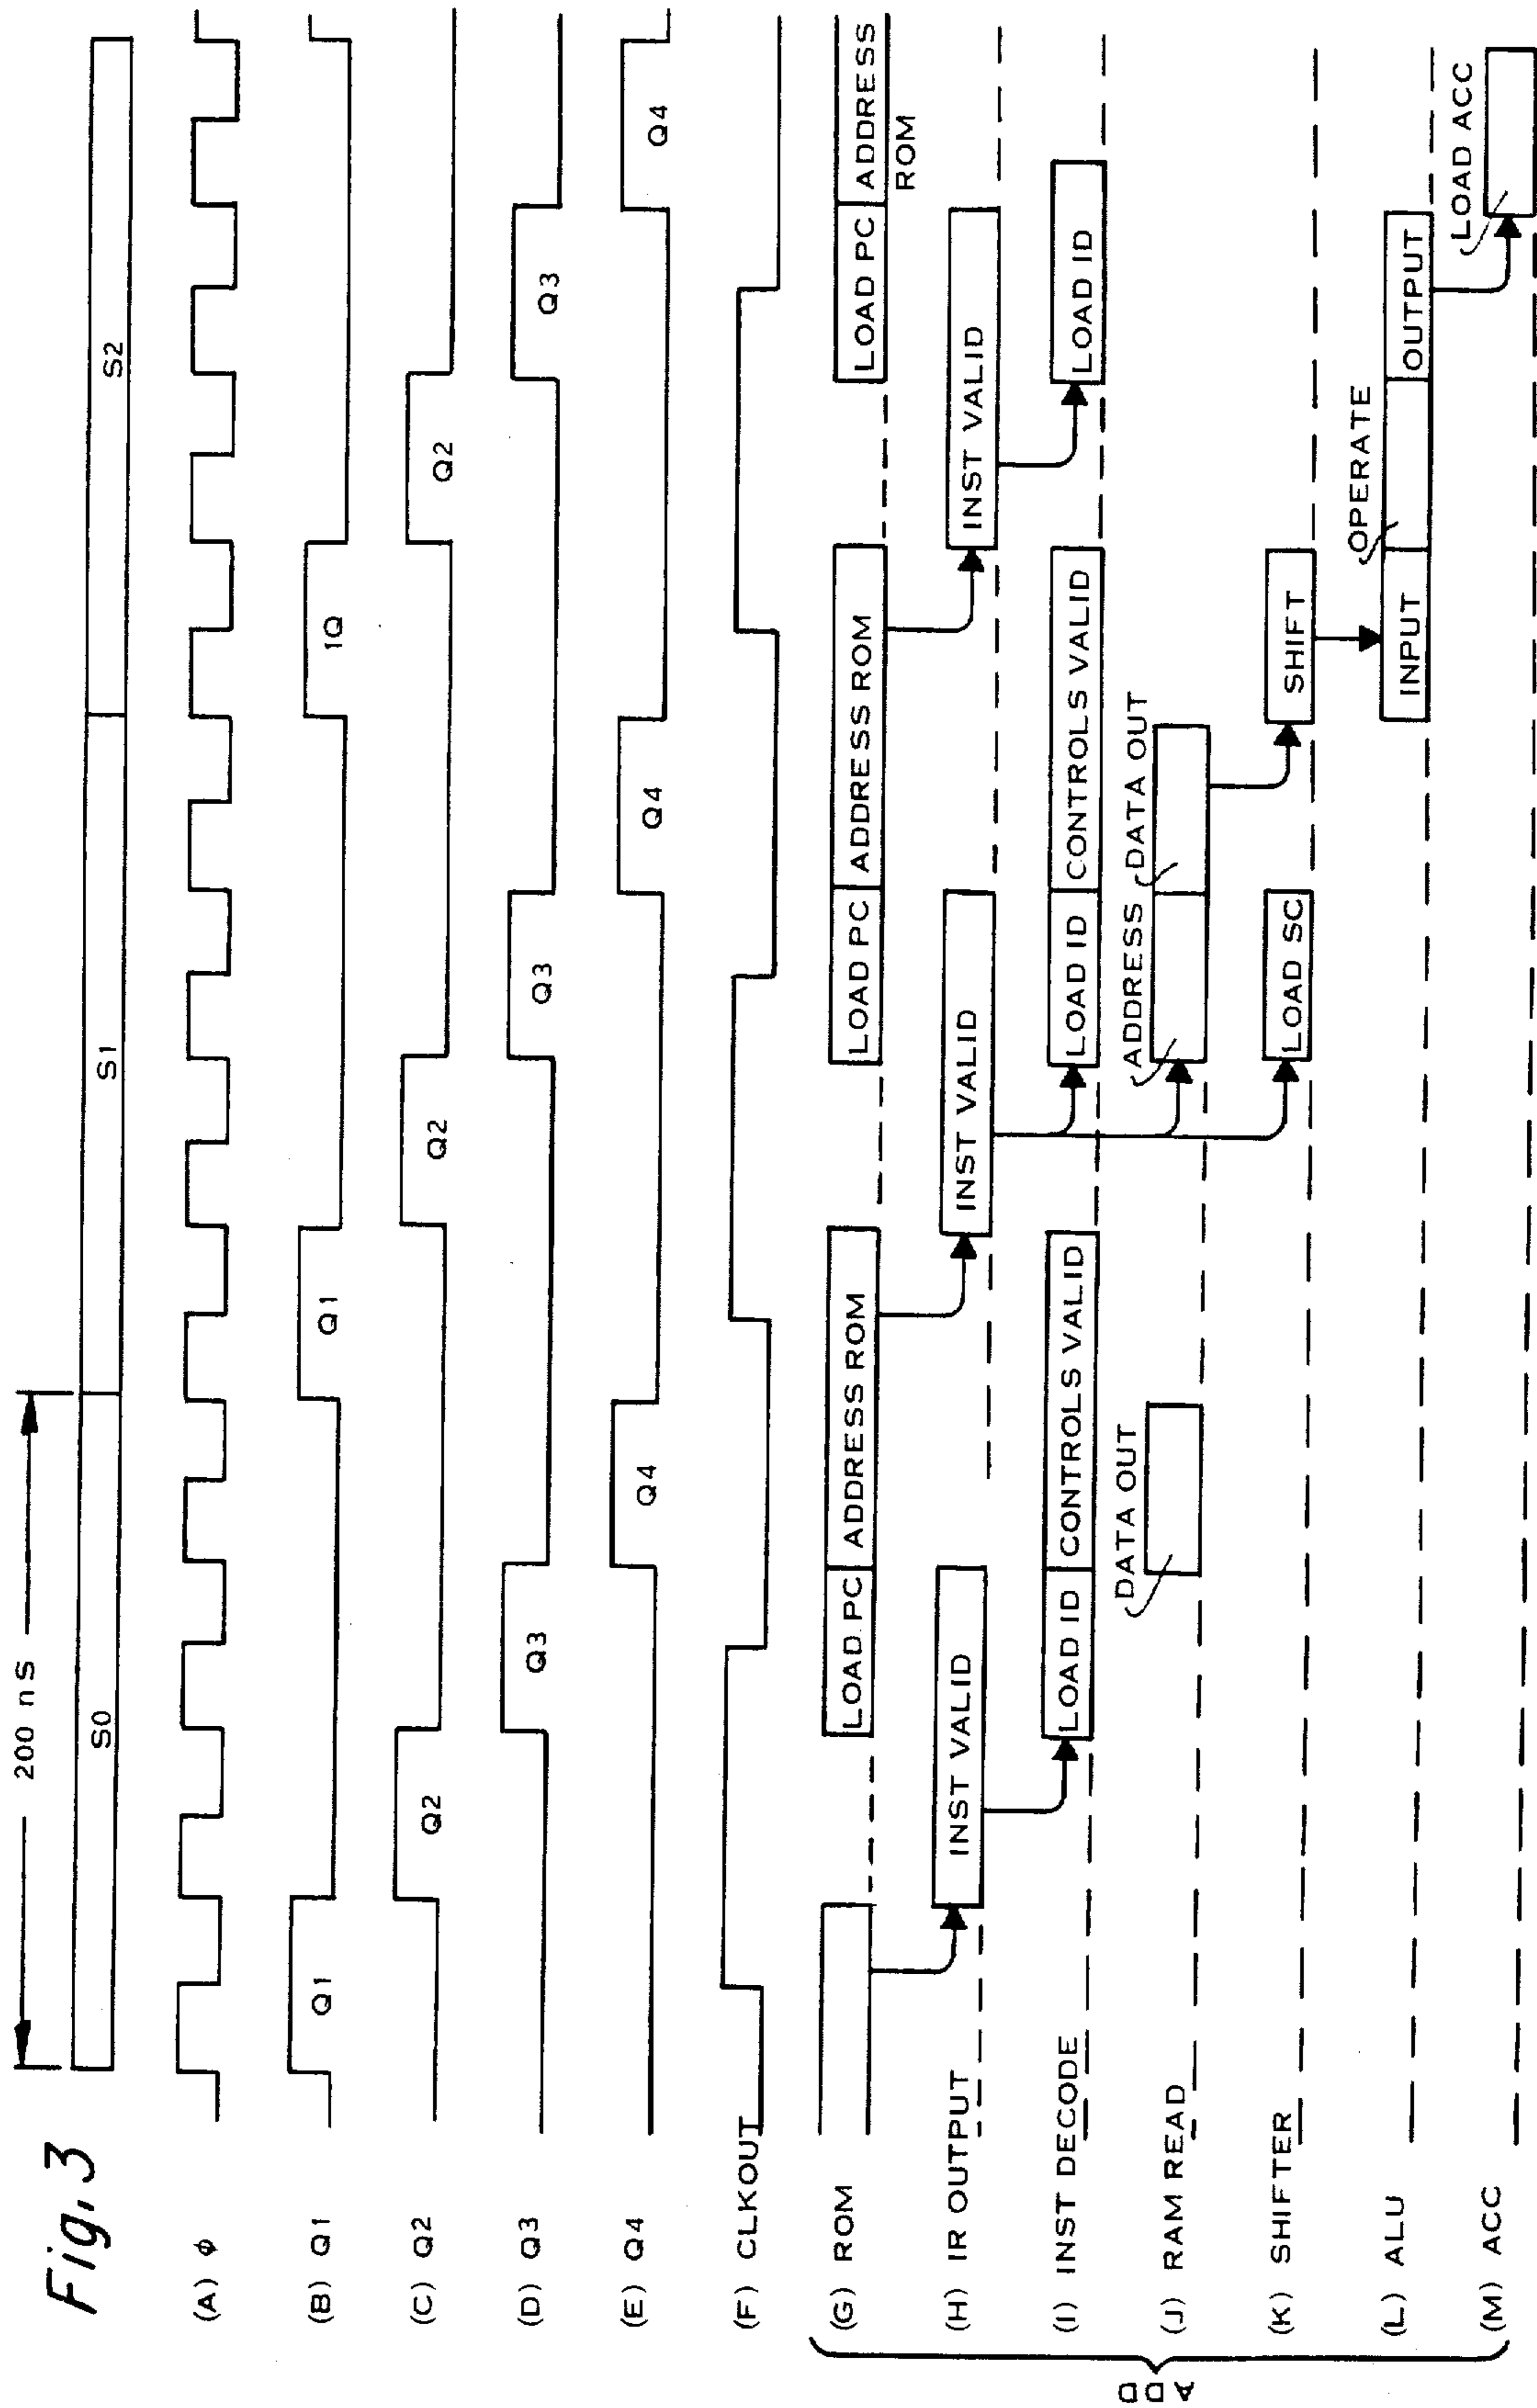 Fig. 3
200 nS
S0 S1 S2
(A) φ
(B) Q1 Q1 Q1 1Q
(C) Q2 Q2 Q2 Q2
(D) Q3 Q3 Q3 Q3
(E) Q4 Q4 Q4 Q4
(F) CLKOUT
(G) ROM LOAD PC ADDRESS ROM LOAD PC ADDRESS ROM LOAD PC ADDRESS
ROM
(H) IR OUTPUT INST VALID INST VALID INST VALID
(I) INST DECODE LOAD ID CONTROLS VALID LOAD ID CONTROLS VALID LOAD ID
DATA OUT ADDRESS DATA OUT
(J) RAM READ
(K) SHIFTER LOAD SC SHIFT
OPERATE
(L) ALU INPUT OUTPUT
LOAD ACC
(M) ACC
ADD